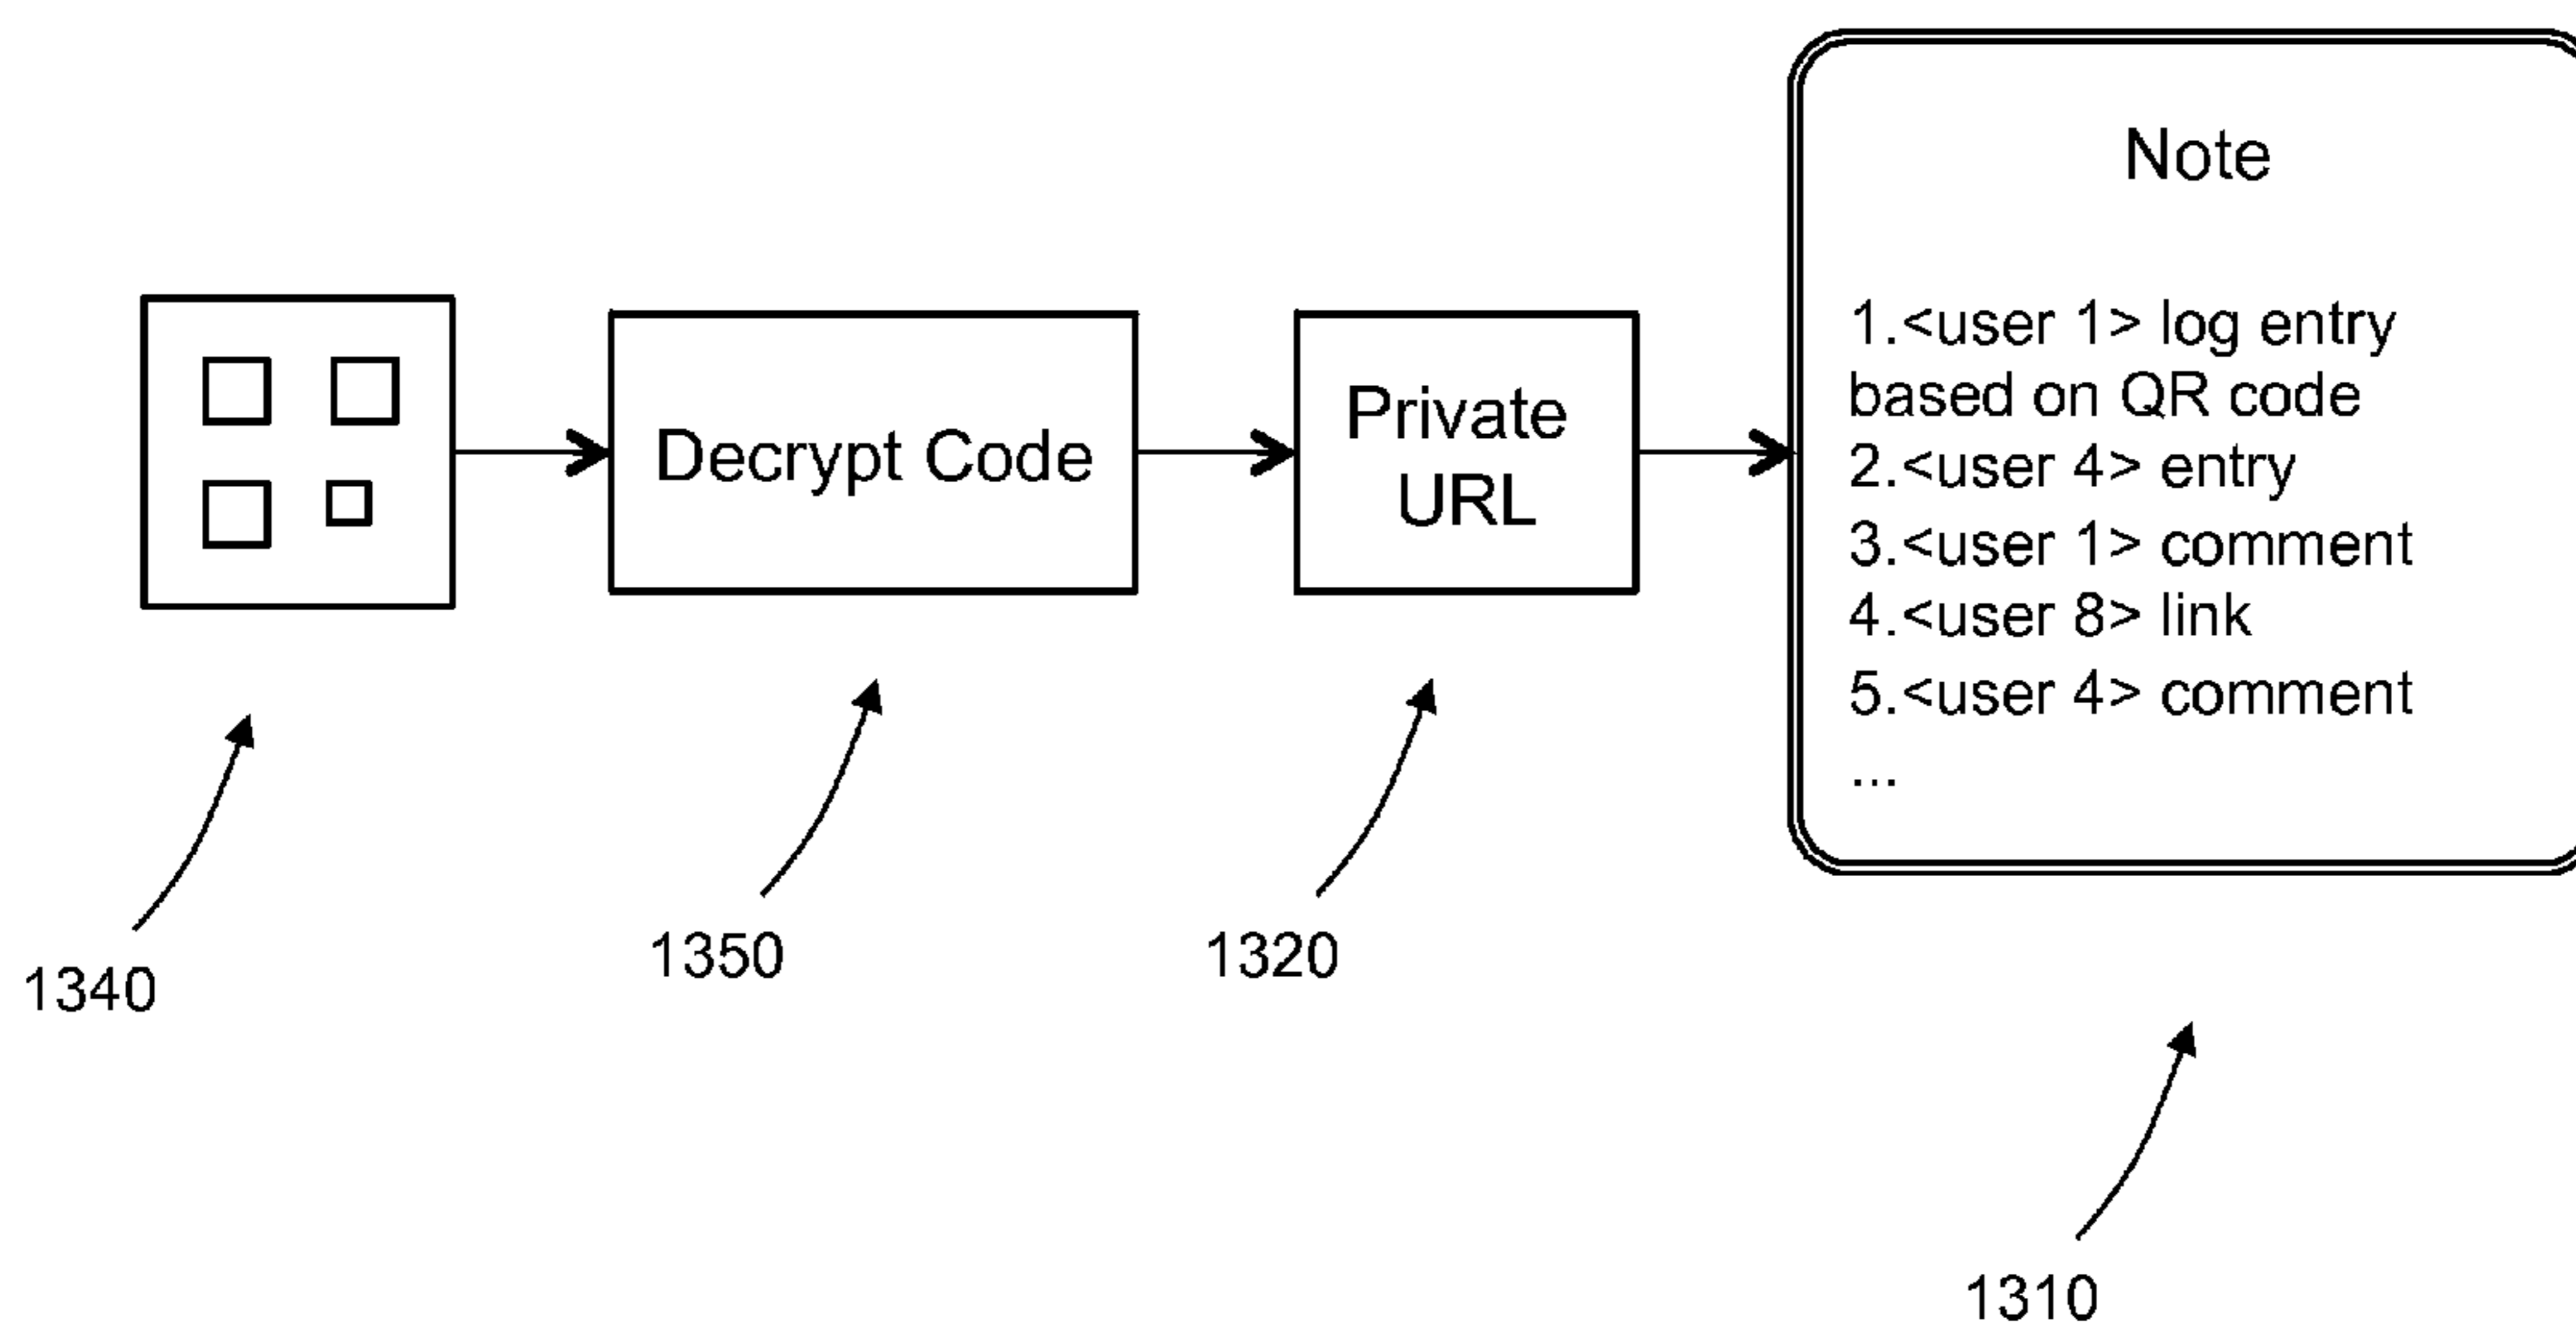 Note
1.<user 1> log entry
based on QR code
2.<user 4> entry
3.<user 1> comment
4.<user 8> link
5.<user 4> comment
...
Decrypt Code
Private
URL
1340
1350
1320
1310